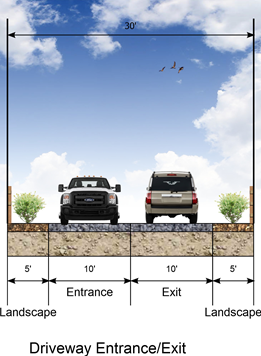 30'
5' 10' 10' 5'
Entrance Exit
Landscape Landscape
Driveway Entrance/Exit